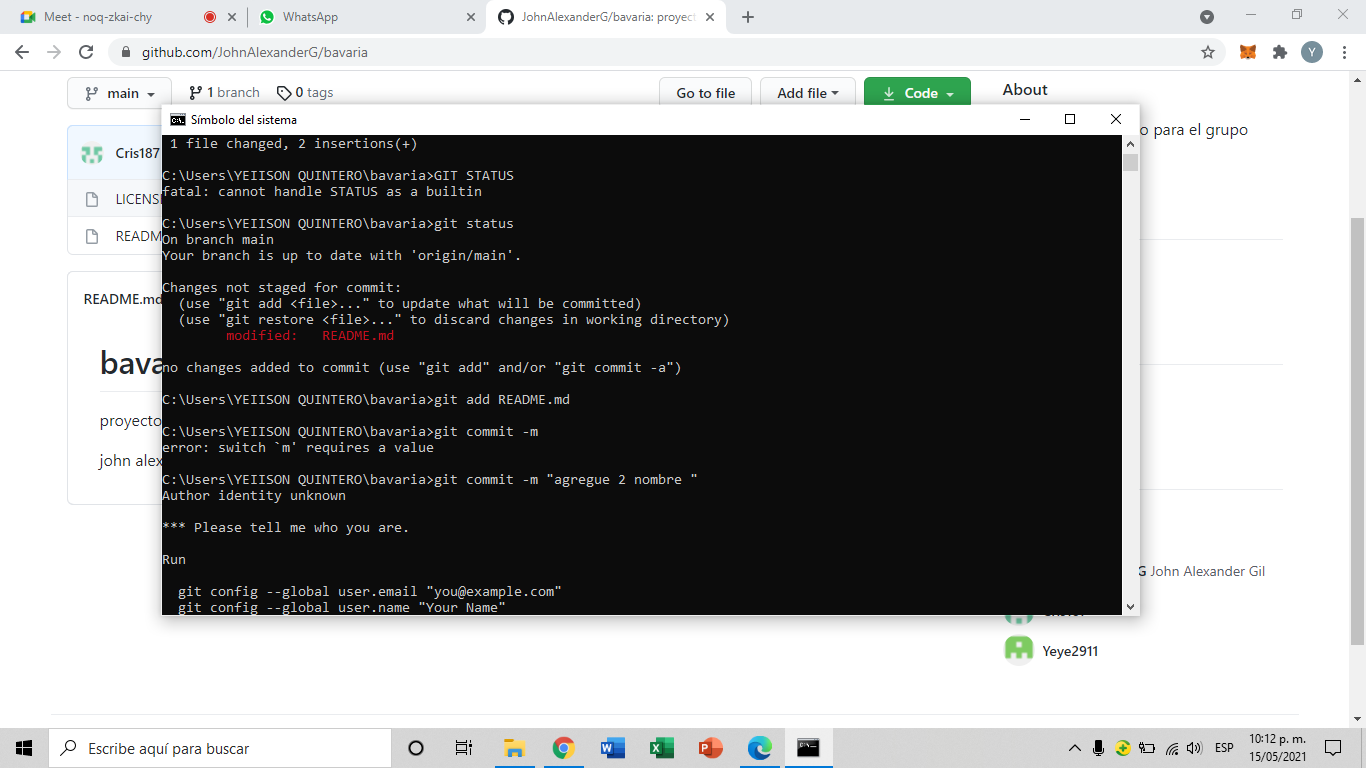 Meet - noq-zkai-chy
WhatsApp
JohnAlexanderG/bavaria: proyect
github.com/JohnAlexanderG/bavaria
Y
main
1 branch
0 tags
Go to file
Add file
Code
About
o para el grupo
Cris187
LICENS
READM
README.md
bava
proyecto
john alex
Símbolo del sistema
1 file changed, 2 insertions(+)
C:\Users\YEIISON QUINTERO\bavaria>GIT STATUS
fatal: cannot handle STATUS as a builtin
C:\Users\YEIISON QUINTERO\bavaria>git status
On branch main
Your branch is up to date with 'origin/main'.
Changes not staged for commit:
(use "git add <file>..." to update what will be committed)
(use "git restore <file>..." to discard changes in working directory)
modified: README.md
no changes added to commit (use "git add" and/or "git commit -a")
C:\Users\YEIISON QUINTERO\bavaria>git add README.md
C:\Users\YEIISON QUINTERO\bavaria>git commit -m
error: switch `m' requires a value
C:\Users\YEIISON QUINTERO\bavaria>git commit -m "agregue 2 nombre "
Author identity unknown
*** Please tell me who you are.
Run
git config --global user.email "you@example.com"
git config --global user.name "Your Name"
G John Alexander Gil
Yeye2911
Escribe aquí para buscar
ESP
10:12 p. m.
15/05/2021